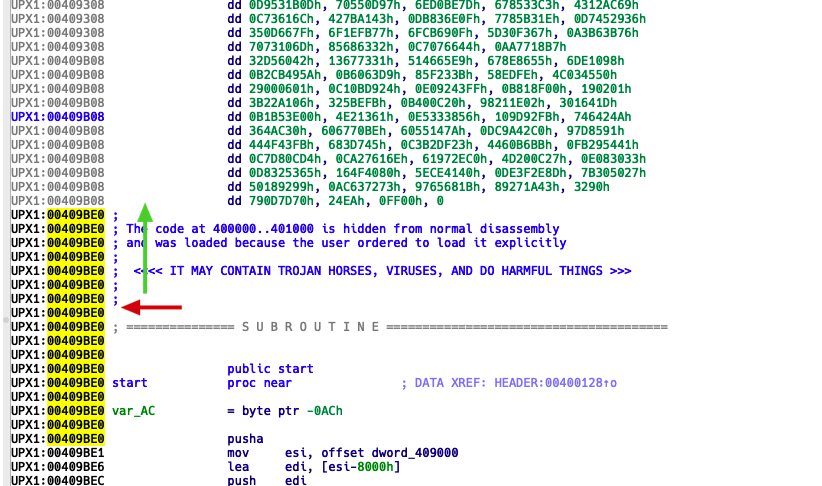 UPX1:00409308 dd 0D9531B0Dh, 70550D97h, 6ED0BE7Dh, 678533C3h, 4312AC69h
UPX1:00409308 dd 0C73616Ch, 427BA143h, 0DB836E0Fh, 7785B31Eh, 0D7452936h
UPX1:00409308 dd 350D667Fh, 6F1EFB77h, 6FCB690Fh, 5D30F367h, 0A3B63B76h
UPX1:00409308 dd 7073106Dh, 85686332h, 0C7076644h, 0AA7718B7h
UPX1:00409B08 dd 32D56042h, 13677331h, 514665E9h, 678E8655h, 6DE1098h
UPX1:00409B08 dd 0B2CB495Ah, 0B6063D9h, 85F233Bh, 58EDFEh, 4C034550h
UPX1:00409B08 dd 29000601h, 0C10BD924h, 0E09243FFh, 0B818F00h, 190201h
UPX1:00409B08 dd 3B22A106h, 325BEFBh, 0B400C20h, 98211E02h, 301641Dh
UPX1:00409B08 dd 0B1B53E00h, 4E21361h, 0E5333856h, 109D92FBh, 746424Ah
UPX1:00409B08 dd 364AC30h, 606770BEh, 6055147Ah, 0DC9A42C0h, 97D8591h
UPX1:00409B08 dd 444F43FBh, 683D745h, 0C3B2DF23h, 4460B6BBh, 0FB295441h
UPX1:00409B08 dd 0C7D80CD4h, 0CA27616Eh, 61972EC0h, 4D200C27h, 0E083033h
UPX1:00409B08 dd 0D8325365h, 164F4080h, 5ECE4140h, 0DE3F2E8Dh, 7B305027h
UPX1:00409B08 dd 50189299h, 0AC637273h, 9765681Bh, 89271A43h, 3290h
UPX1:00409B08 dd 790D7D70h, 24EAh, 0FF00h, 0
UPX1:00409BE0 ;
UPX1:00409BE0 ; The code at 400000..401000 is hidden from normal disassembly
UPX1:00409BE0 ; and was loaded because the user ordered to load it explicitly
UPX1:00409BE0 ;
UPX1:00409BE0 ; <<<< IT MAY CONTAIN TROJAN HORSES, VIRUSES, AND DO HARMFUL THINGS >>>
UPX1:00409BE0 ;
UPX1:00409BE0 ;
UPX1:00409BE0
UPX1:00409BE0 ; =============== S U B R O U T I N E =======================================
UPX1:00409BE0
UPX1:00409BE0
UPX1:00409BE0 public start
UPX1:00409BE0 start proc near ; DATA XREF: HEADER:00400128↑o
UPX1:00409BE0
UPX1:00409BE0 var_AC = byte ptr -0ACh
UPX1:00409BE0
UPX1:00409BE0 pusha
UPX1:00409BE1 mov esi, offset dword_409000
UPX1:00409BE6 lea edi, [esi-8000h]
UPX1:00409BEC push edi